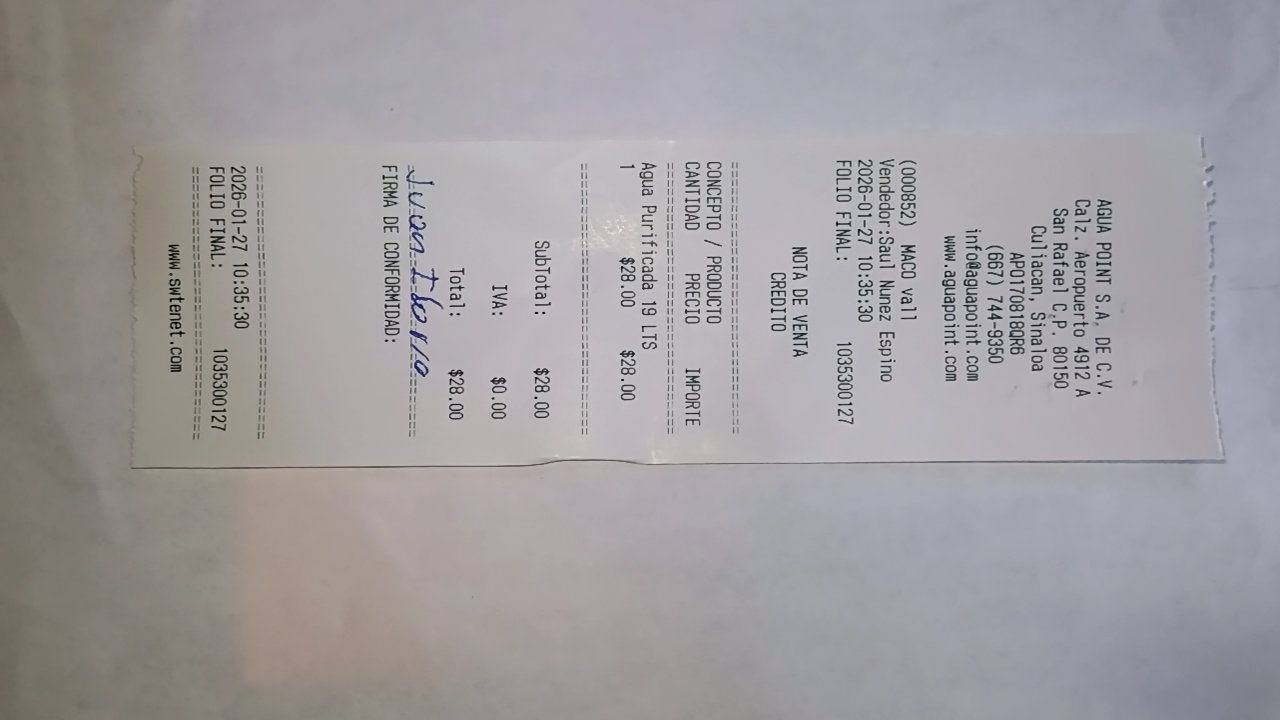 AGUA POINT S.A. DE C.V.
Calz. Aeropuerto 4912 A
San Rafael C.P. 80150
Culiacan, Sinaloa
APO170818QR6
(667) 744-9350
info@aguapoint.com
www.aguapoint.com
(000852) MACO vall
Vendedor:Saul Nunez Espino
2026-01-27 10:35:30
FOLIO FINAL: 1035300127
NOTA DE VENTA
CREDITO
CONCEPTO / PRODUCTO
CANTIDAD PRECIO IMPORTE
Agua Purificada 19 LTS
1 $28.00 $28.00
SubTotal: $28.00
IVA: $0.00
Total: $28.00
Juan
FIRMA DE CONFORMIDAD:
2026-01-27 10:35:30
FOLIO FINAL: 1035300127
www.swtenet.com